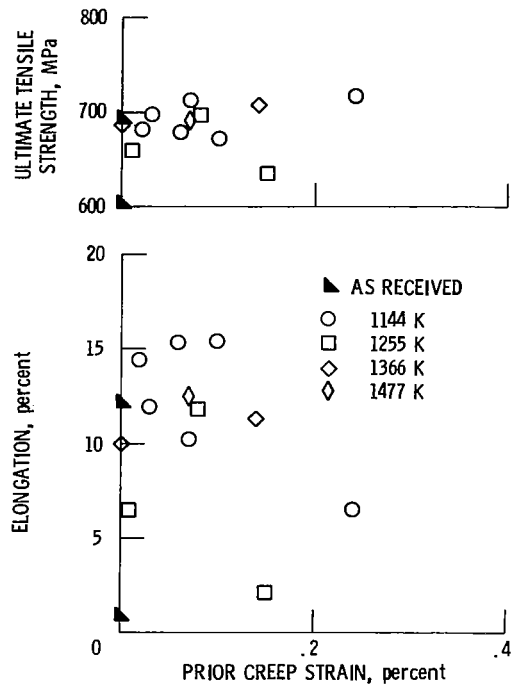 800
700
600
ULTIMATE TENSILE
STRENGTH, MPa
20
15
10
5
0
ELONGATION, percent
AS RECEIVED
1144 K
1255 K
1366 K
1477 K
.2
.4
PRIOR CREEP STRAIN, percent